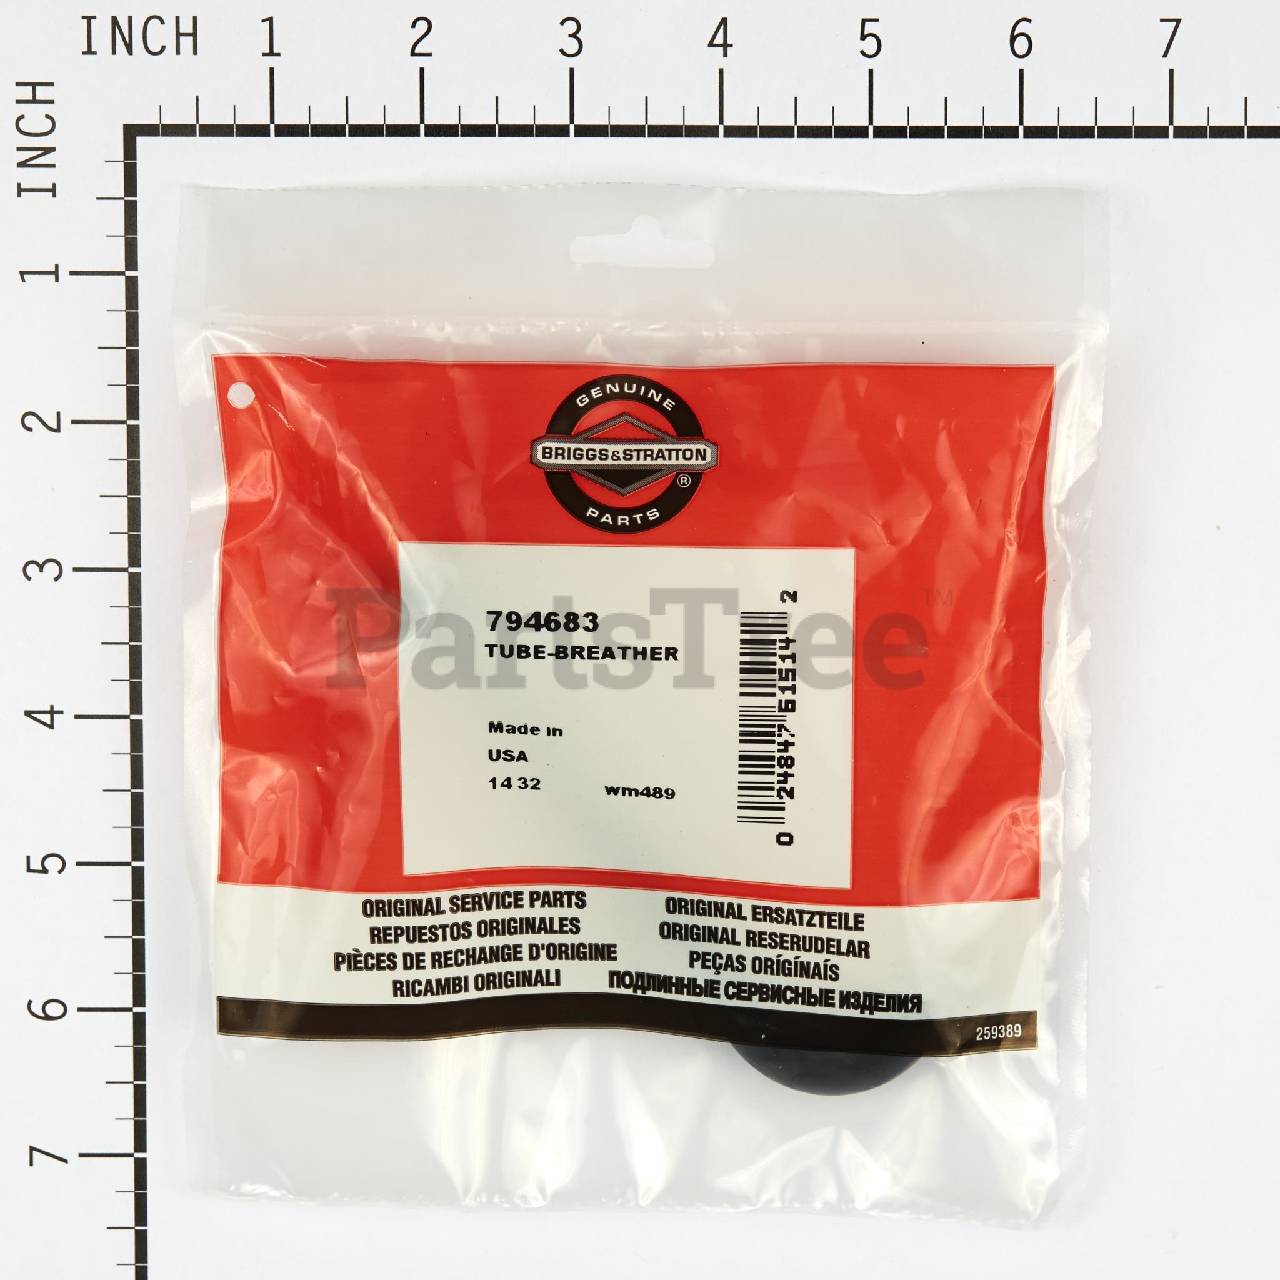 INCH 1 2 3 4 5 6 7
INCH
1
2
3
4
5
6
7
GENUINE
BRIGGS&STRATTON
®
PARTS
PartsTree™
794683
TUBE-BREATHER
Made in
USA
14 32 wm489
0 24847 61514 2
ORIGINAL SERVICE PARTS
REPUESTOS ORIGINALES
PIÈCES DE RECHANGE D'ORIGINE
RICAMBI ORIGINALI
ORIGINAL ERSATZTEILE
ORIGINAL RESERUDELAR
PEÇAS ORÍGÍNAÍS
ПОДЛИННЫЕ СЕРВИСНЫЕ ИЗДЕЛИЯ
259389